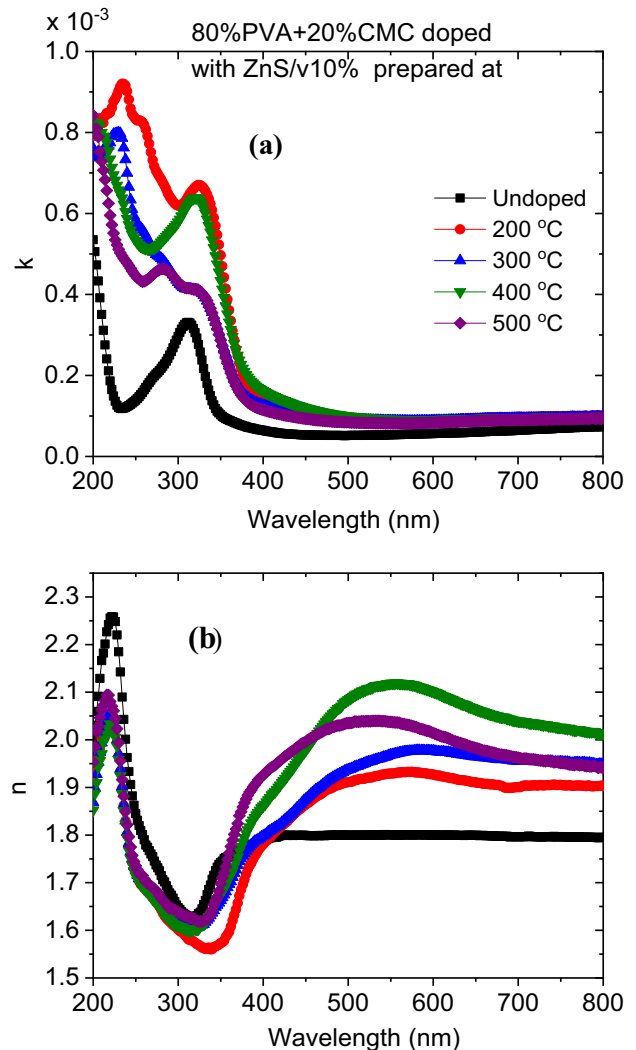 x 10⁻³
80%PVA+20%CMC doped
with ZnS/v10% prepared at
(a)
1
0.8
0.6
0.4
0.2
0.0
k
Undoped
200 °C
300 °C
400 °C
500 °C
200 300 400 500 600 700 800
Wavelength (nm)
(b)
2.3
2.2
2.1
2.0
1.9
1.8
1.7
1.6
1.5
n
200 300 400 500 600 700 800
Wavelength (nm)